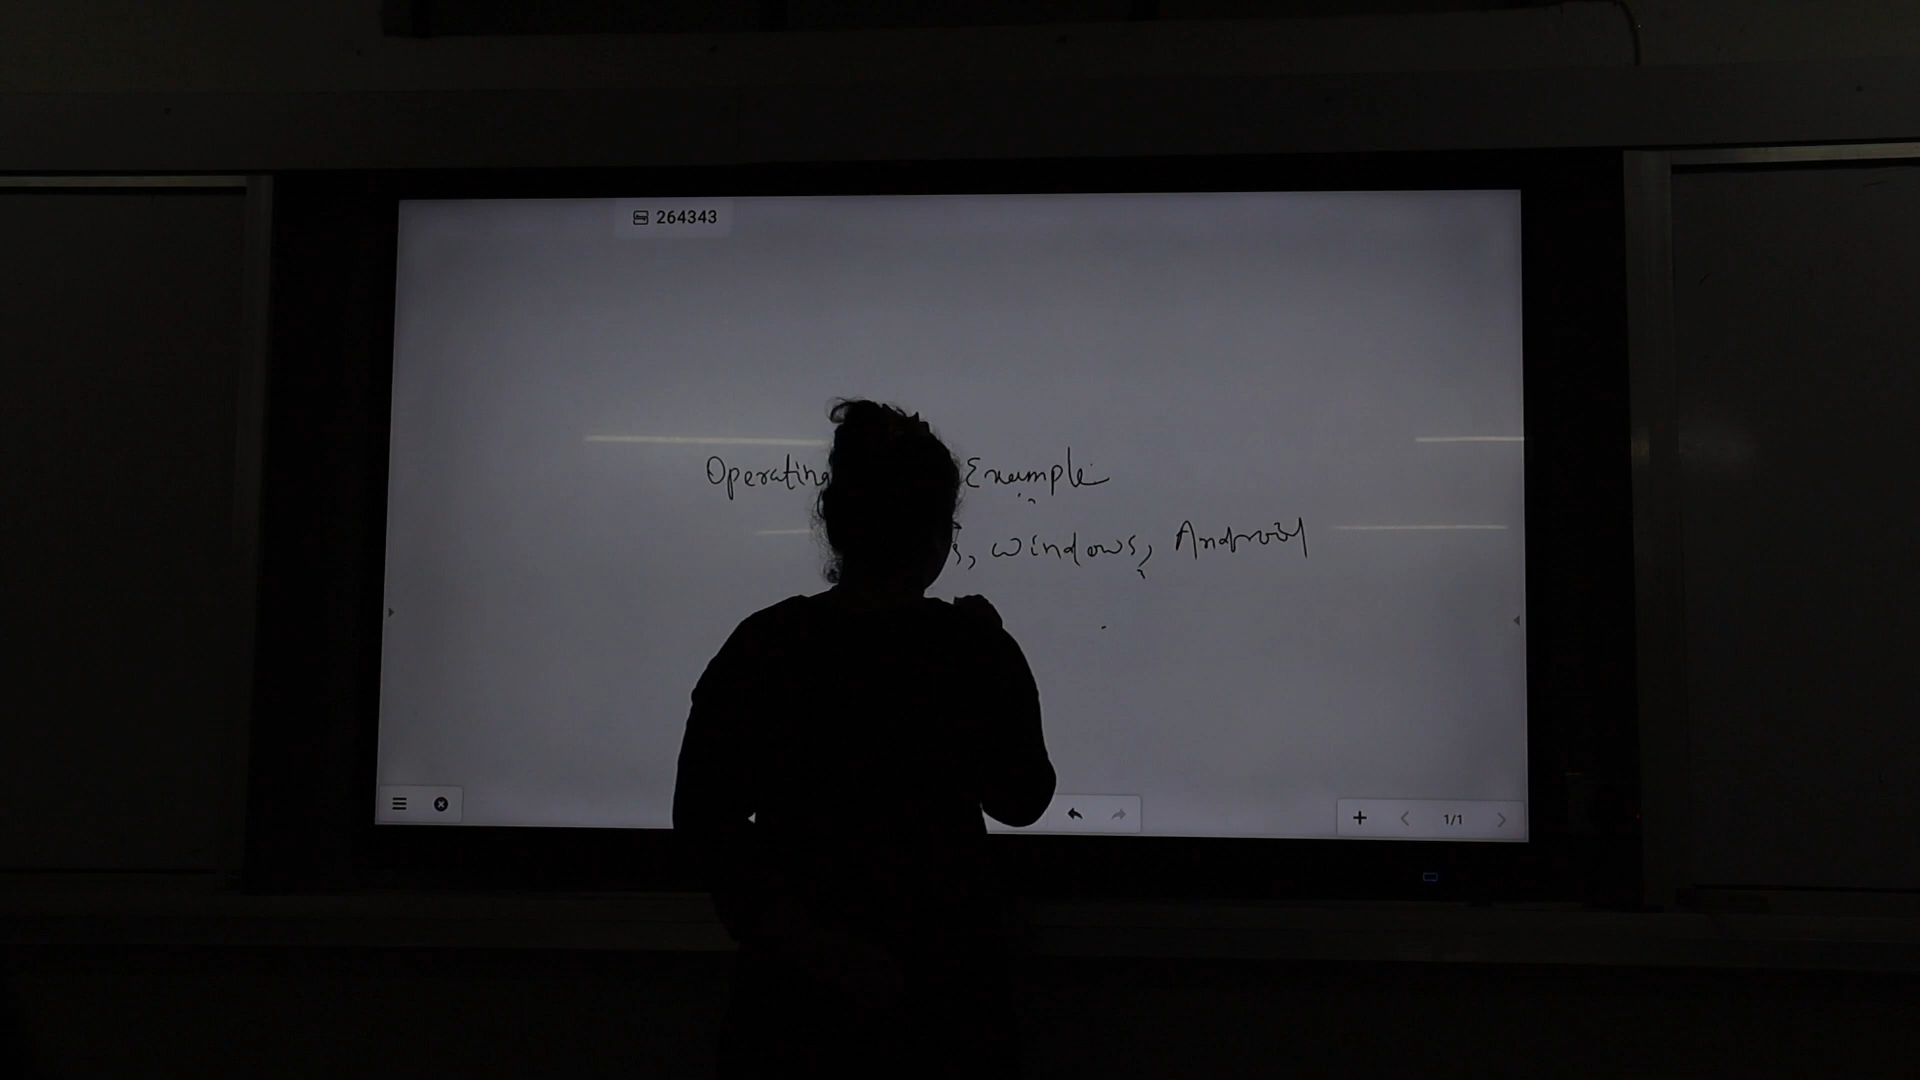 264343
Operating Example
s, Windows, Android
1/1